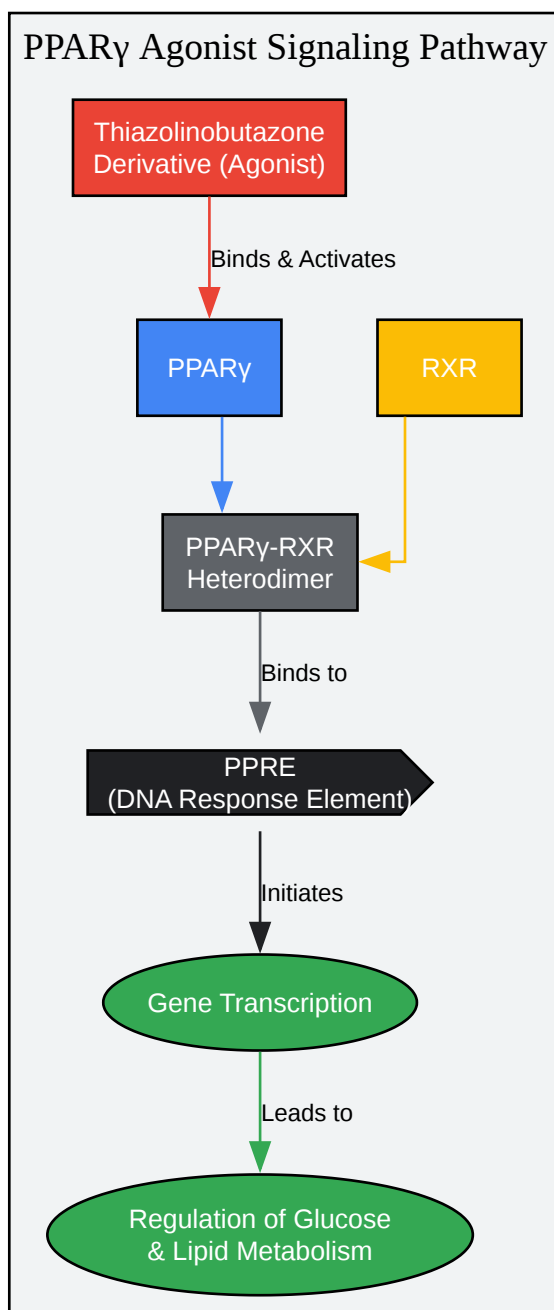 PPARγ Agonist Signaling Pathway
Thiazolinobutazone
Derivative (Agonist)
Binds & Activates
PPARγ
RXR
PPARγ-RXR
Heterodimer
Binds to
PPRE
(DNA Response Element)
Initiates
Gene Transcription
Leads to
Regulation of Glucose
& Lipid Metabolism